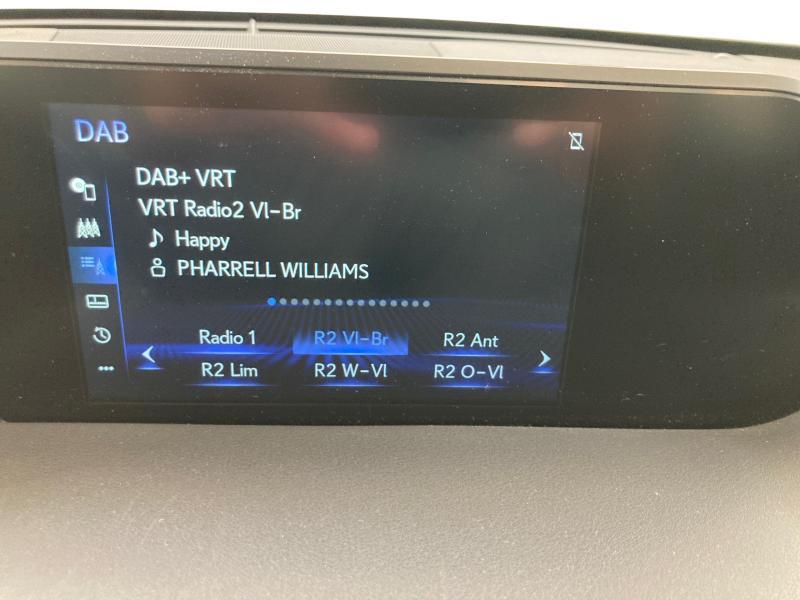 DAB
DAB+ VRT
VRT Radio2 Vl-Br
Happy
PHARRELL WILLIAMS
Radio 1 R2 Vl-Br R2 Ant
R2 Lim R2 W-Vl R2 O-Vl